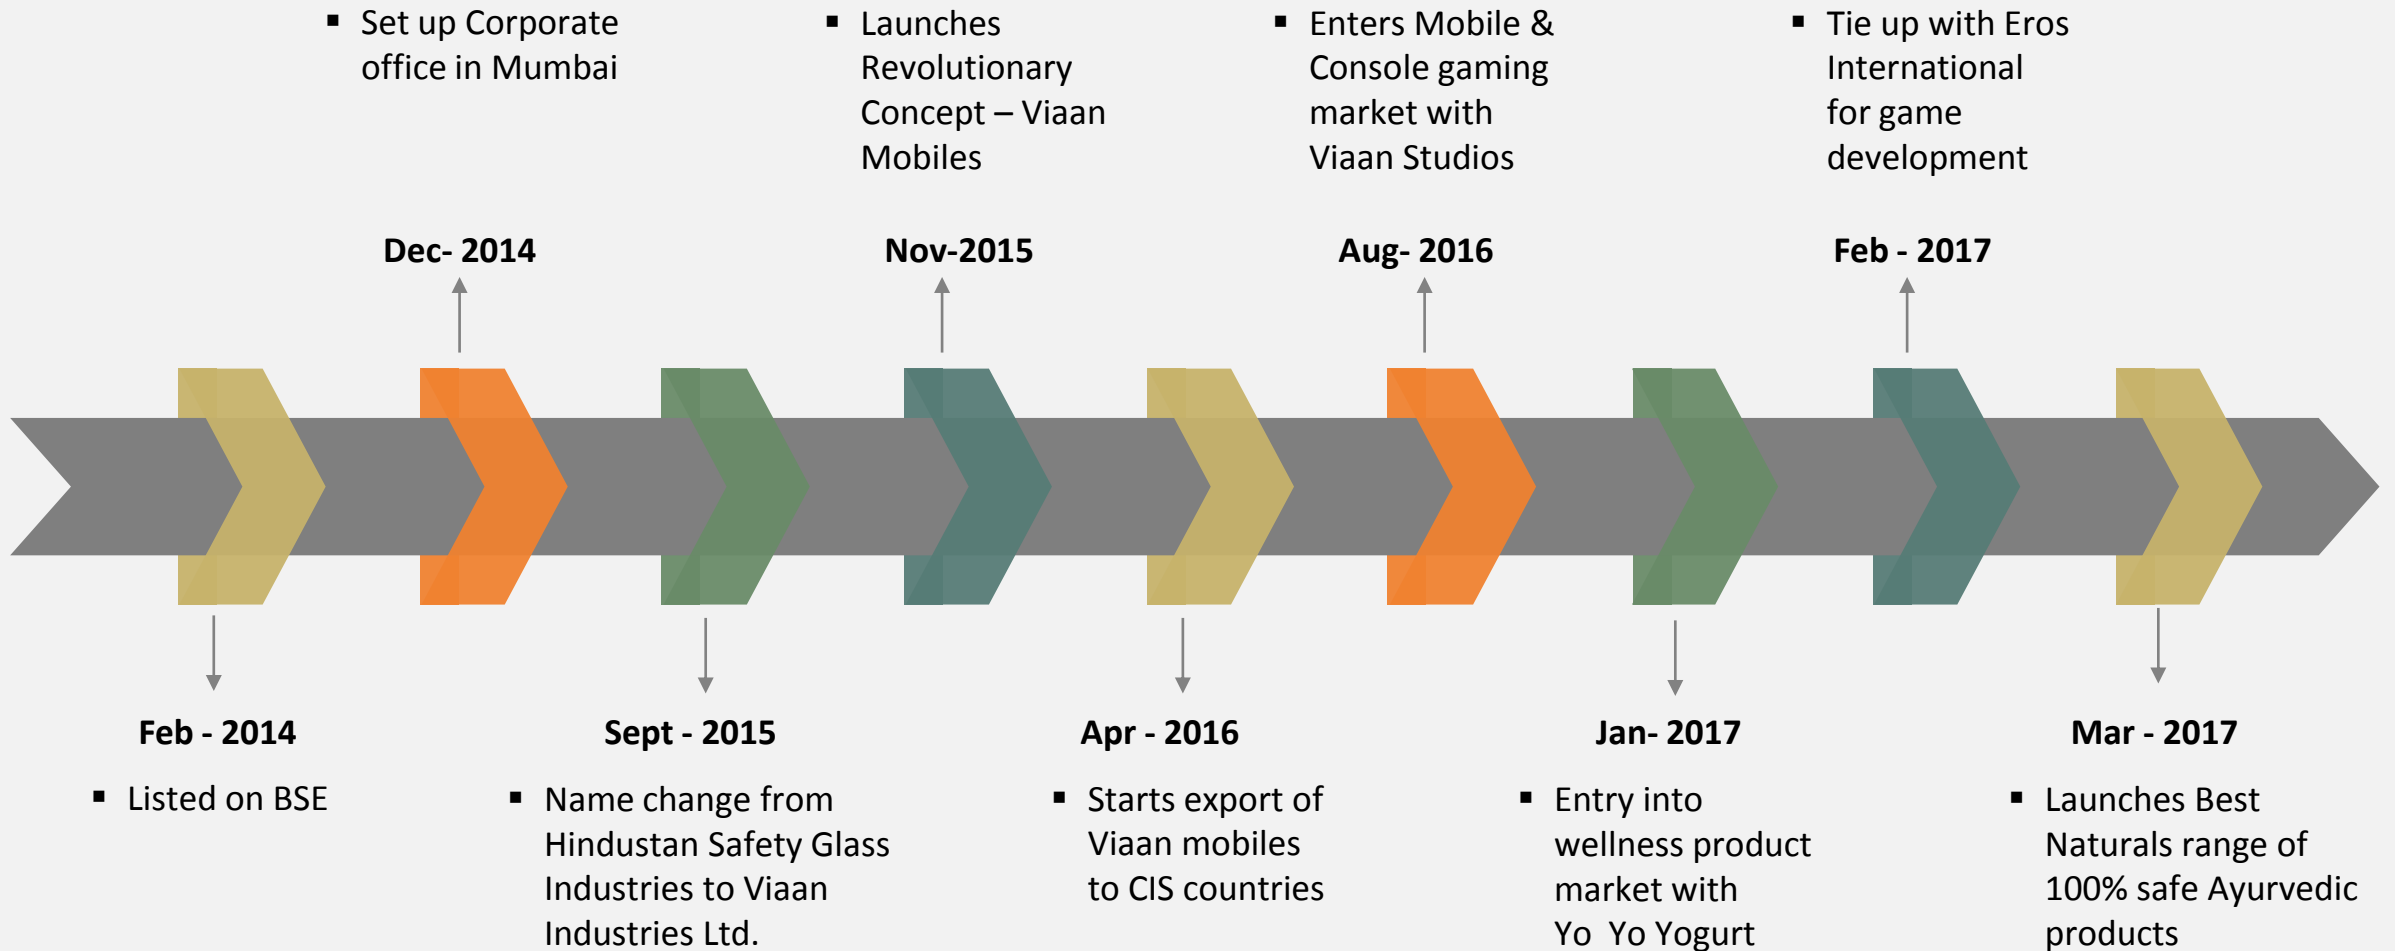 ▪ Set up Corporate
office in Mumbai
▪ Launches
Revolutionary
Concept – Viaan
Mobiles
▪ Enters Mobile &
Console gaming
market with
Viaan Studios
▪ Tie up with Eros
International
for game
development
Dec- 2014
Nov-2015
Aug- 2016
Feb - 2017
Feb - 2014
Sept - 2015
Apr - 2016
Jan- 2017
Mar - 2017
▪ Listed on BSE
▪ Name change from
Hindustan Safety Glass
Industries to Viaan
Industries Ltd.
▪ Starts export of
Viaan mobiles
to CIS countries
▪ Entry into
wellness product
market with
Yo  Yo Yogurt
▪ Launches Best
Naturals range of
100% safe Ayurvedic
products